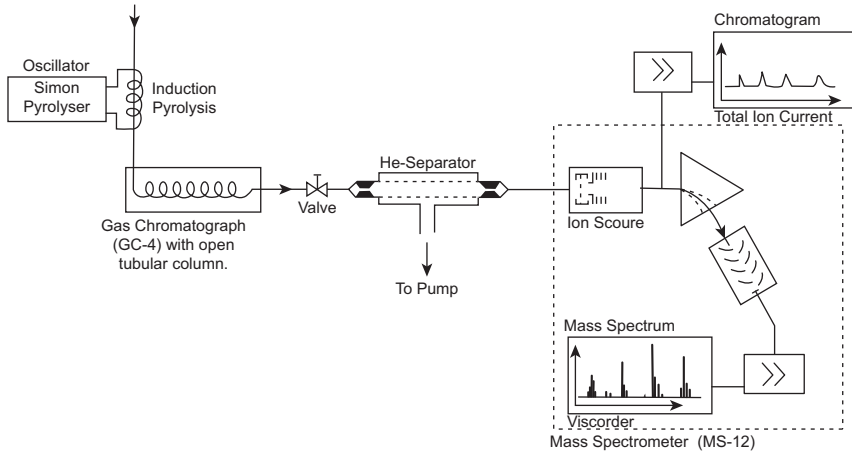 Chromatogram
Total Ion Current
Oscillator
Simon
Pyrolyser
Induction
Pyrolysis
He-Separator
Valve
Gas Chromatograph
(GC-4) with open
tubular column.
To Pump
Ion Scoure
Mass Spectrum
Viscorder
Mass Spectrometer (MS-12)